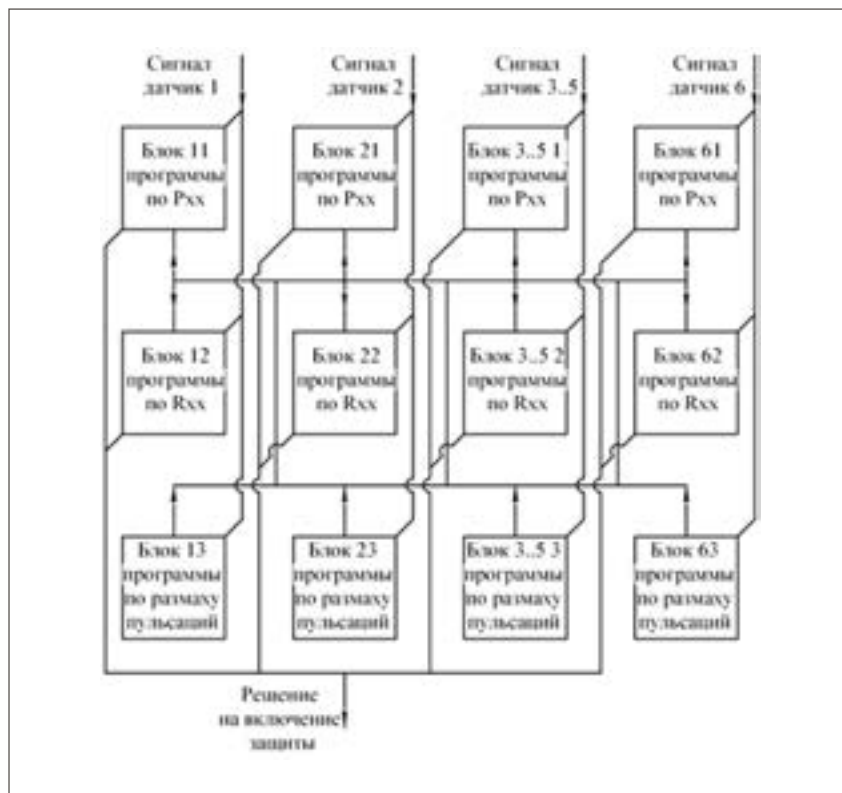 Сигнал
датчик 1
Сигнал
датчик 2
Сигнал
датчик 3..5
Сигнал
датчик 6
Блок 11
программы
по Рхх
Блок 21
программы
по Рхх
Блок 3..5 1
программы
по Рхх
Блок 61
программы
по Рхх
Блок 12
программы
по Rxx
Блок 22
программы
по Rxx
Блок 3..5 2
программы
по Rxx
Блок 62
программы
по Rxx
Блок 13
программы
по размаху
пульсаций
Блок 23
программы
по размаху
пульсаций
Блок 3..5 3
программы
по размаху
пульсаций
Блок 63
программы
по размаху
пульсаций
Решение
на включение
защиты